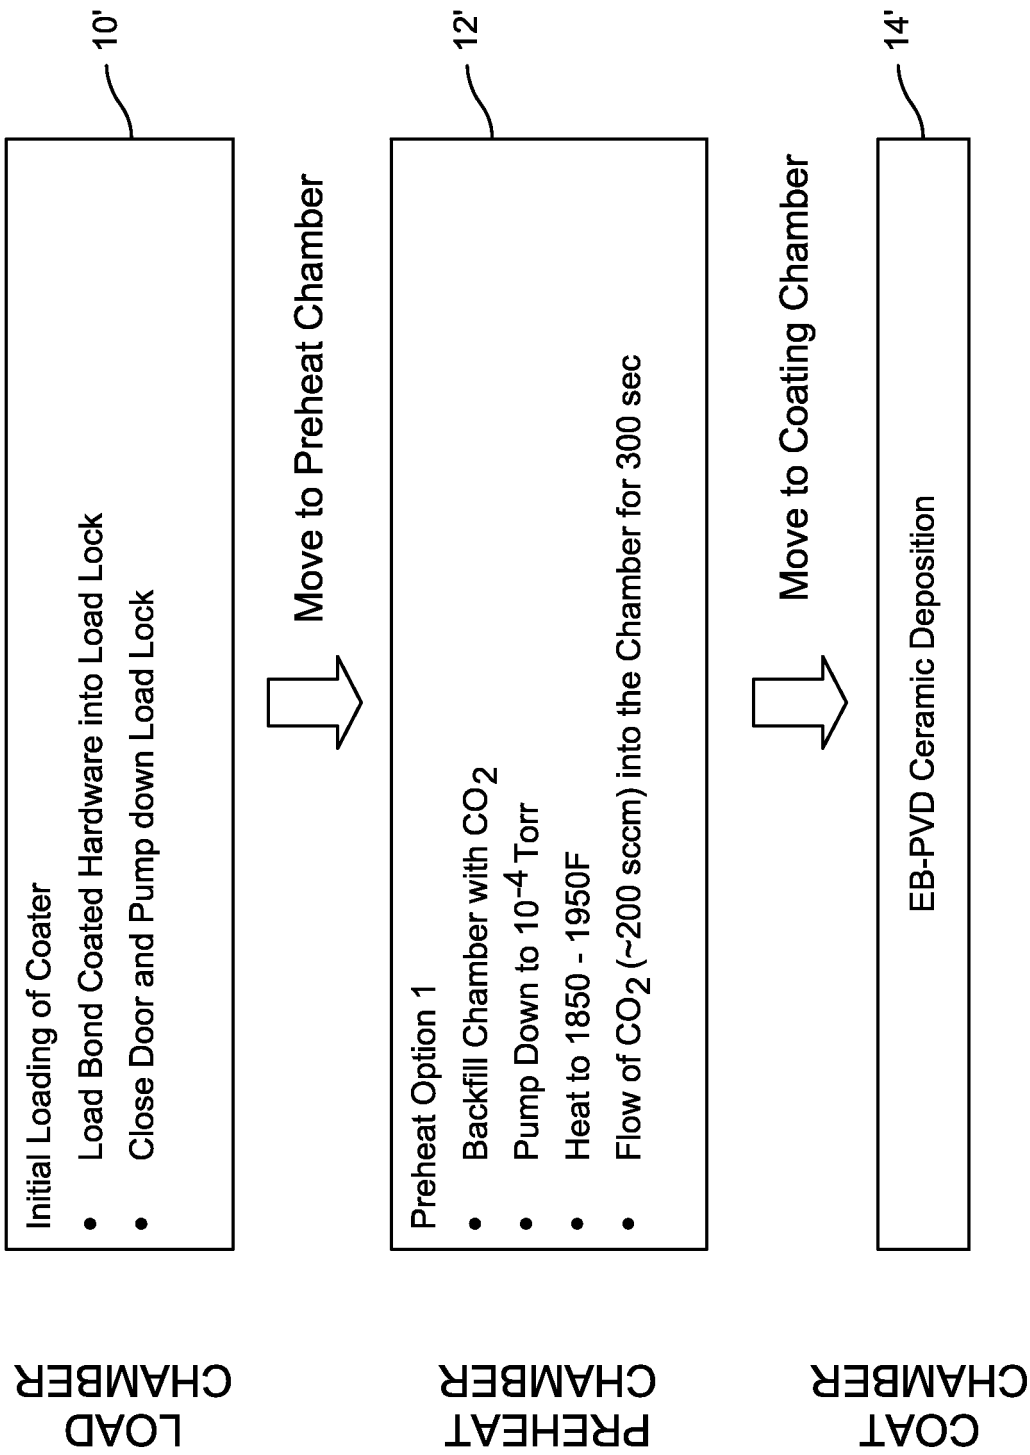 LOAD
CHAMBER
Initial Loading of Coater
• Load Bond Coated Hardware into Load Lock
• Close Door and Pump down Load Lock
10'
Move to Preheat Chamber
PREHEAT
CHAMBER
Preheat Option 1
• Backfill Chamber with CO₂
• Pump Down to 10⁻⁴ Torr
• Heat to 1850 - 1950F
• Flow of CO₂ (~200 sccm) into the Chamber for 300 sec
12'
Move to Coating Chamber
COAT
CHAMBER
EB-PVD Ceramic Deposition
14'